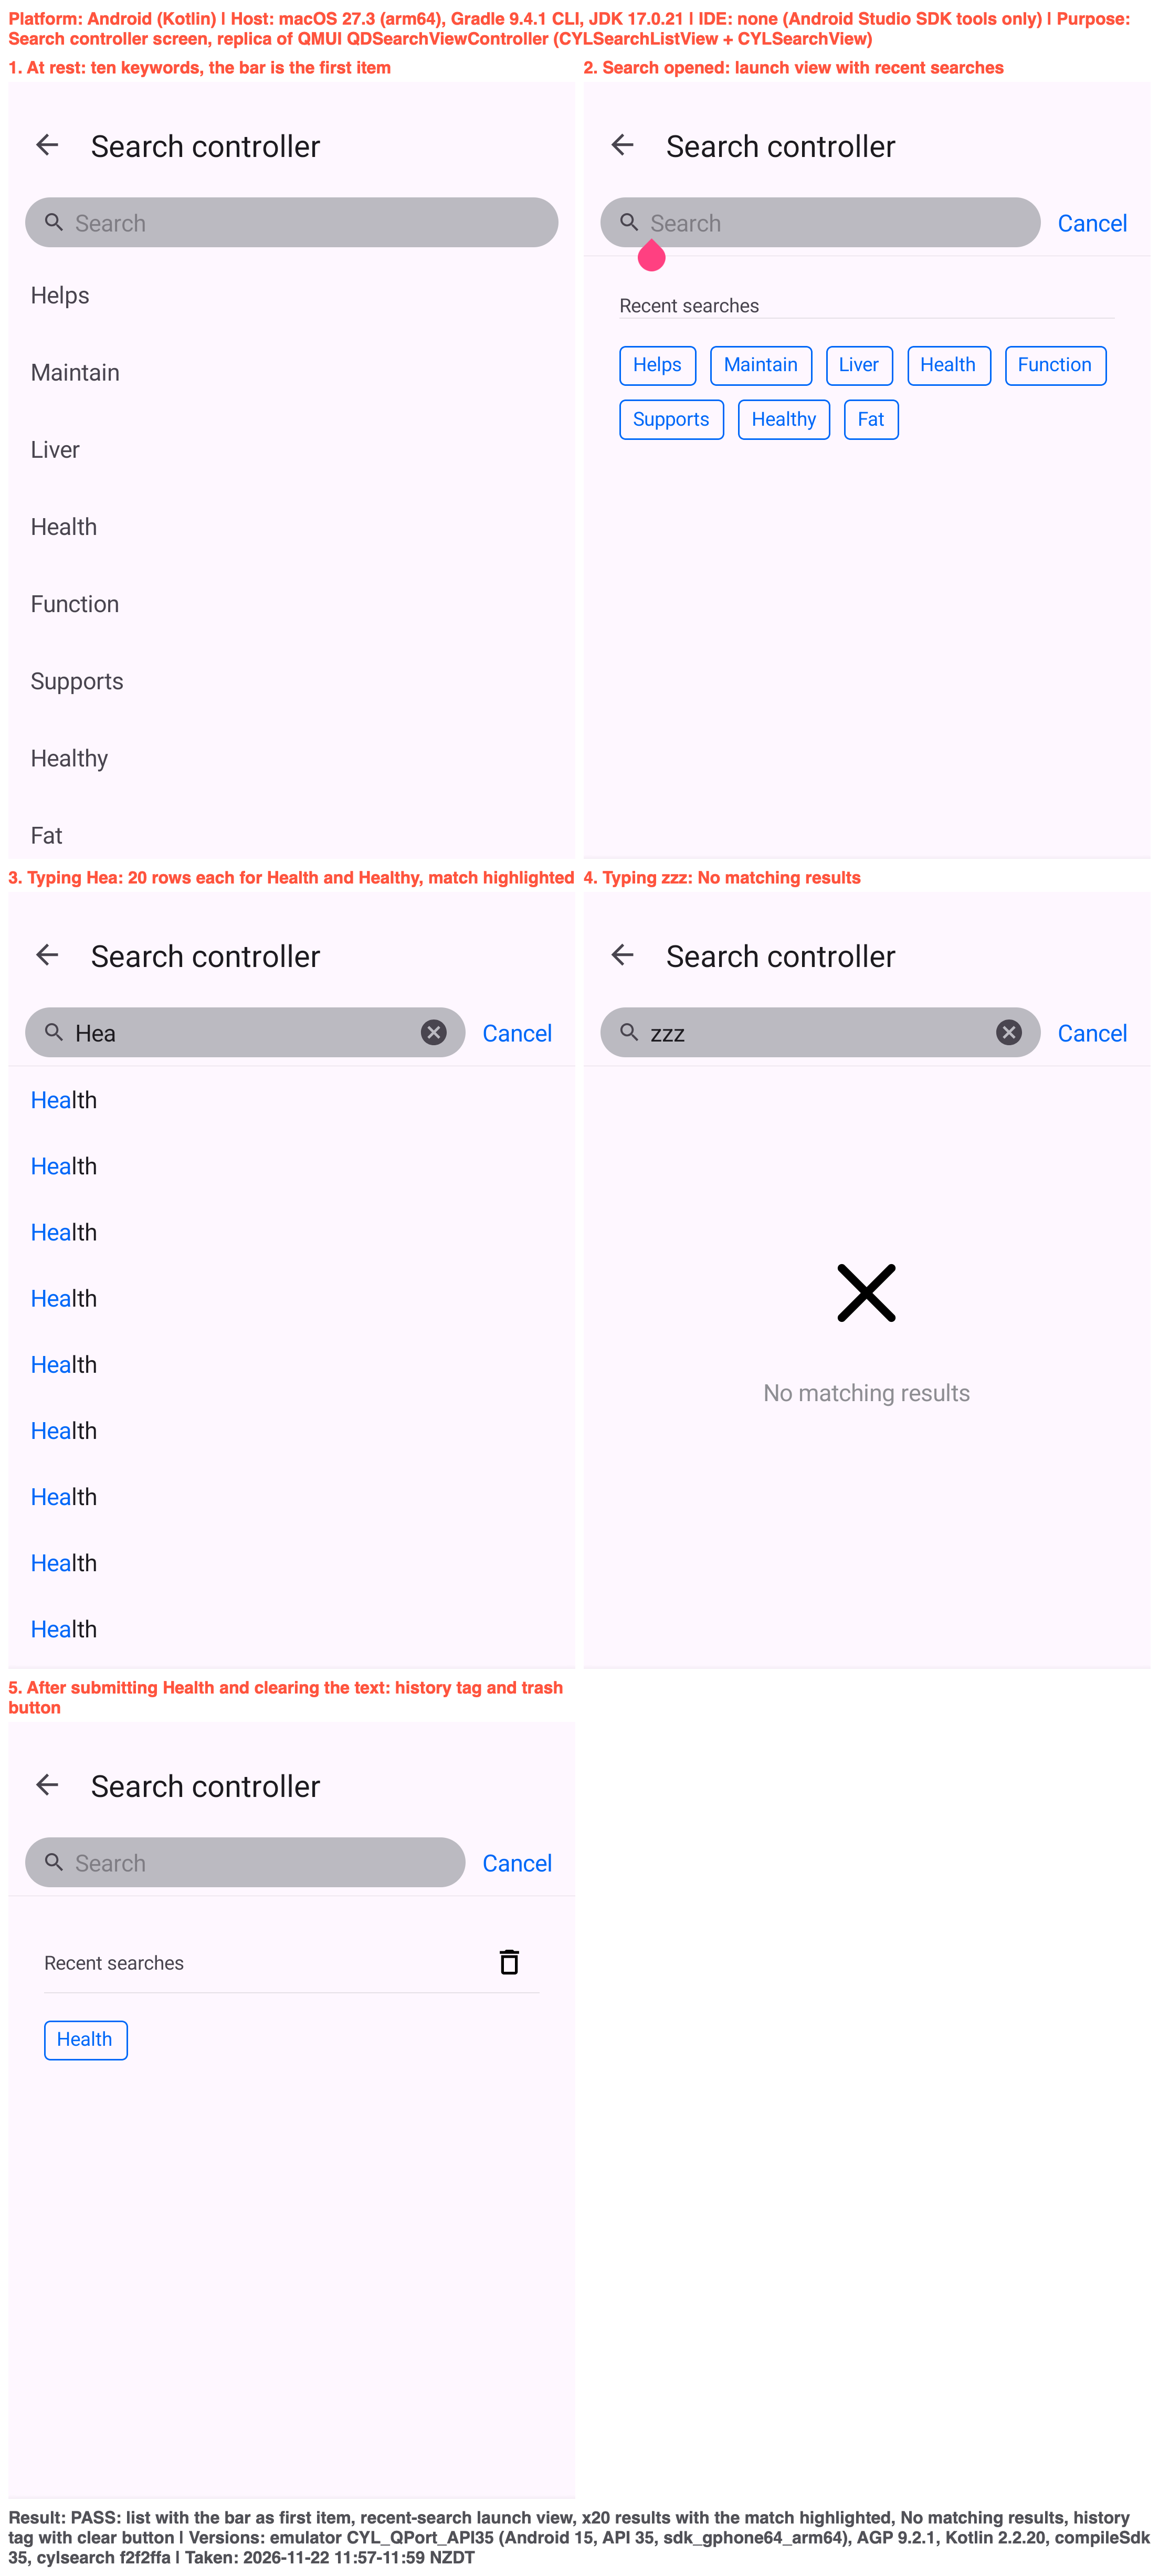 Platform: Android (Kotlin) | Host: macOS 27.3 (arm64), Gradle 9.4.1 CLI, JDK 17.0.21 | IDE: none (Android Studio SDK tools only) | Purpose:
Search controller screen, replica of QMUI QDSearchViewController (CYLSearchListView + CYLSearchView)
1. At rest: ten keywords, the bar is the first item
Search controller
Search
Helps
Maintain
Liver
Health
Function
Supports
Healthy
Fat
2. Search opened: launch view with recent searches
Search controller
Search
Cancel
Recent searches
Helps
Maintain
Liver
Health
Function
Supports
Healthy
Fat
3. Typing Hea: 20 rows each for Health and Healthy, match highlighted
Search controller
Hea
Cancel
Health
Health
Health
Health
Health
Health
Health
Health
Health
4. Typing zzz: No matching results
Search controller
zzz
Cancel
No matching results
5. After submitting Health and clearing the text: history tag and trash
button
Search controller
Search
Cancel
Recent searches
Health
Result: PASS: list with the bar as first item, recent-search launch view, x20 results with the match highlighted, No matching results, history
tag with clear button | Versions: emulator CYL_QPort_API35 (Android 15, API 35, sdk_gphone64_arm64), AGP 9.2.1, Kotlin 2.2.20, compileSdk
35, cylsearch f2f2ffa | Taken: 2026-11-22 11:57-11:59 NZDT